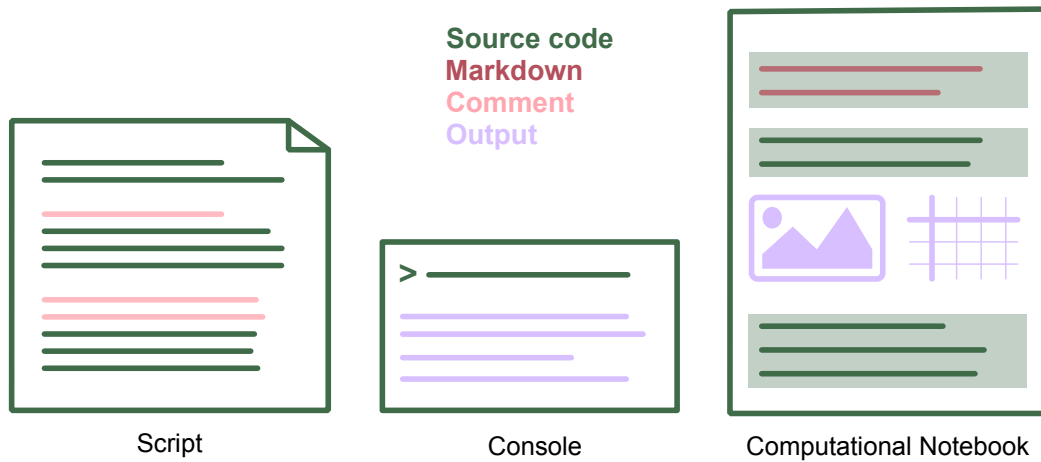 Source code
Markdown
Comment
Output
>
Script
Console
Computational Notebook